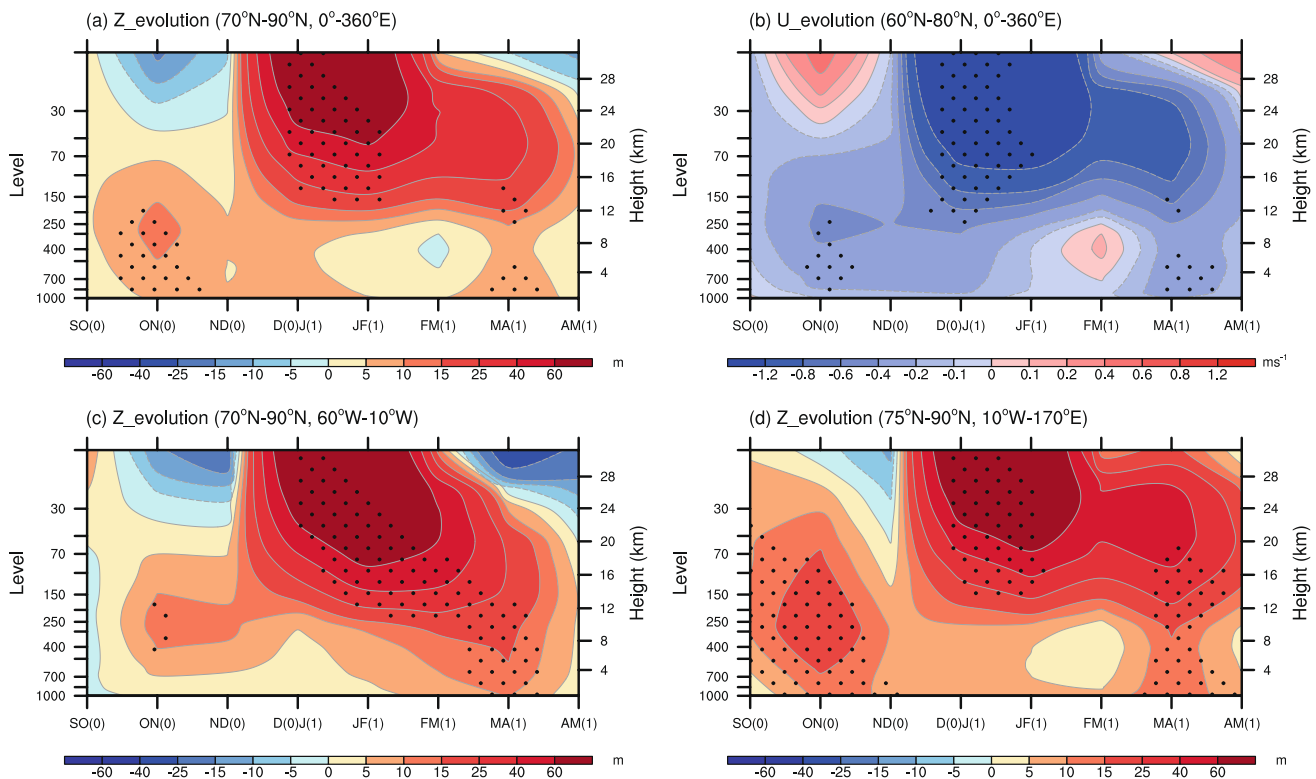 (a) Z_evolution (70°N-90°N, 0°-360°E)
Level
30
70
150
250
400
700
1000
28
24
20
16
12
8
4
Height (km)
SO(0) ON(0) ND(0) D(0)J(1) JF(1) FM(1) MA(1) AM(1)
-60 -40 -25 -15 -10 -5 0 5 10 15 25 40 60 m
(b) U_evolution (60°N-80°N, 0°-360°E)
Level
30
70
150
250
400
700
1000
28
24
20
16
12
8
4
Height (km)
SO(0) ON(0) ND(0) D(0)J(1) JF(1) FM(1) MA(1) AM(1)
-1.2 -0.8 -0.6 -0.4 -0.2 -0.1 0 0.1 0.2 0.4 0.6 0.8 1.2 ms⁻¹
(c) Z_evolution (70°N-90°N, 60°W-10°W)
Level
30
70
150
250
400
700
1000
28
24
20
16
12
8
4
Height (km)
SO(0) ON(0) ND(0) D(0)J(1) JF(1) FM(1) MA(1) AM(1)
-60 -40 -25 -15 -10 -5 0 5 10 15 25 40 60 m
(d) Z_evolution (75°N-90°N, 10°W-170°E)
Level
30
70
150
250
400
700
1000
28
24
20
16
12
8
4
Height (km)
SO(0) ON(0) ND(0) D(0)J(1) JF(1) FM(1) MA(1) AM(1)
-60 -40 -25 -15 -10 -5 0 5 10 15 25 40 60 m